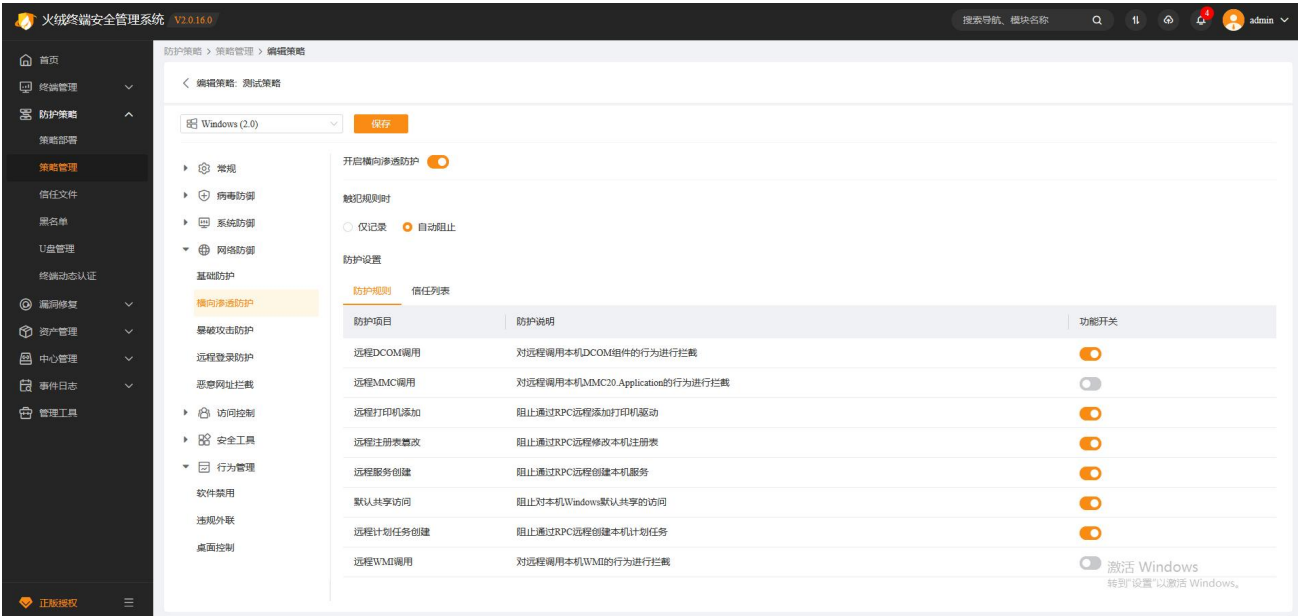 火绒终端安全管理系统 V2.0.16.0
搜索导航、模块名称
4
admin
首页
终端管理
防护策略
策略部署
策略管理
信任文件
黑名单
U盘管理
终端动态认证
漏洞修复
资产管理
中心管理
事件日志
管理工具
正版授权
防护策略 > 策略管理 > 编辑策略
编辑策略: 测试策略
Windows (2.0)
保存
常规
病毒防御
系统防御
网络防御
基础防护
横向渗透防护
暴破攻击防护
远程登录防护
恶意网址拦截
访问控制
安全工具
行为管理
软件禁用
违规外联
桌面控制
开启横向渗透防护
触犯规则时
仅记录 自动阻止
防护设置
防护规则 信任列表
防护项目 防护说明 功能开关
远程DCOM调用 对远程调用本机DCOM组件的行为进行拦截
远程MMC调用 对远程调用本机MMC20.Application的行为进行拦截
远程打印机添加 阻止通过RPC远程添加打印机驱动
远程注册表篡改 阻止通过RPC远程修改本机注册表
远程服务创建 阻止通过RPC远程创建本机服务
默认共享访问 阻止对本机Windows默认共享的访问
远程计划任务创建 阻止通过RPC远程创建本机计划任务
远程WMI调用 对远程调用本机WMI的行为进行拦截
激活 Windows
转到"设置"以激活 Windows。